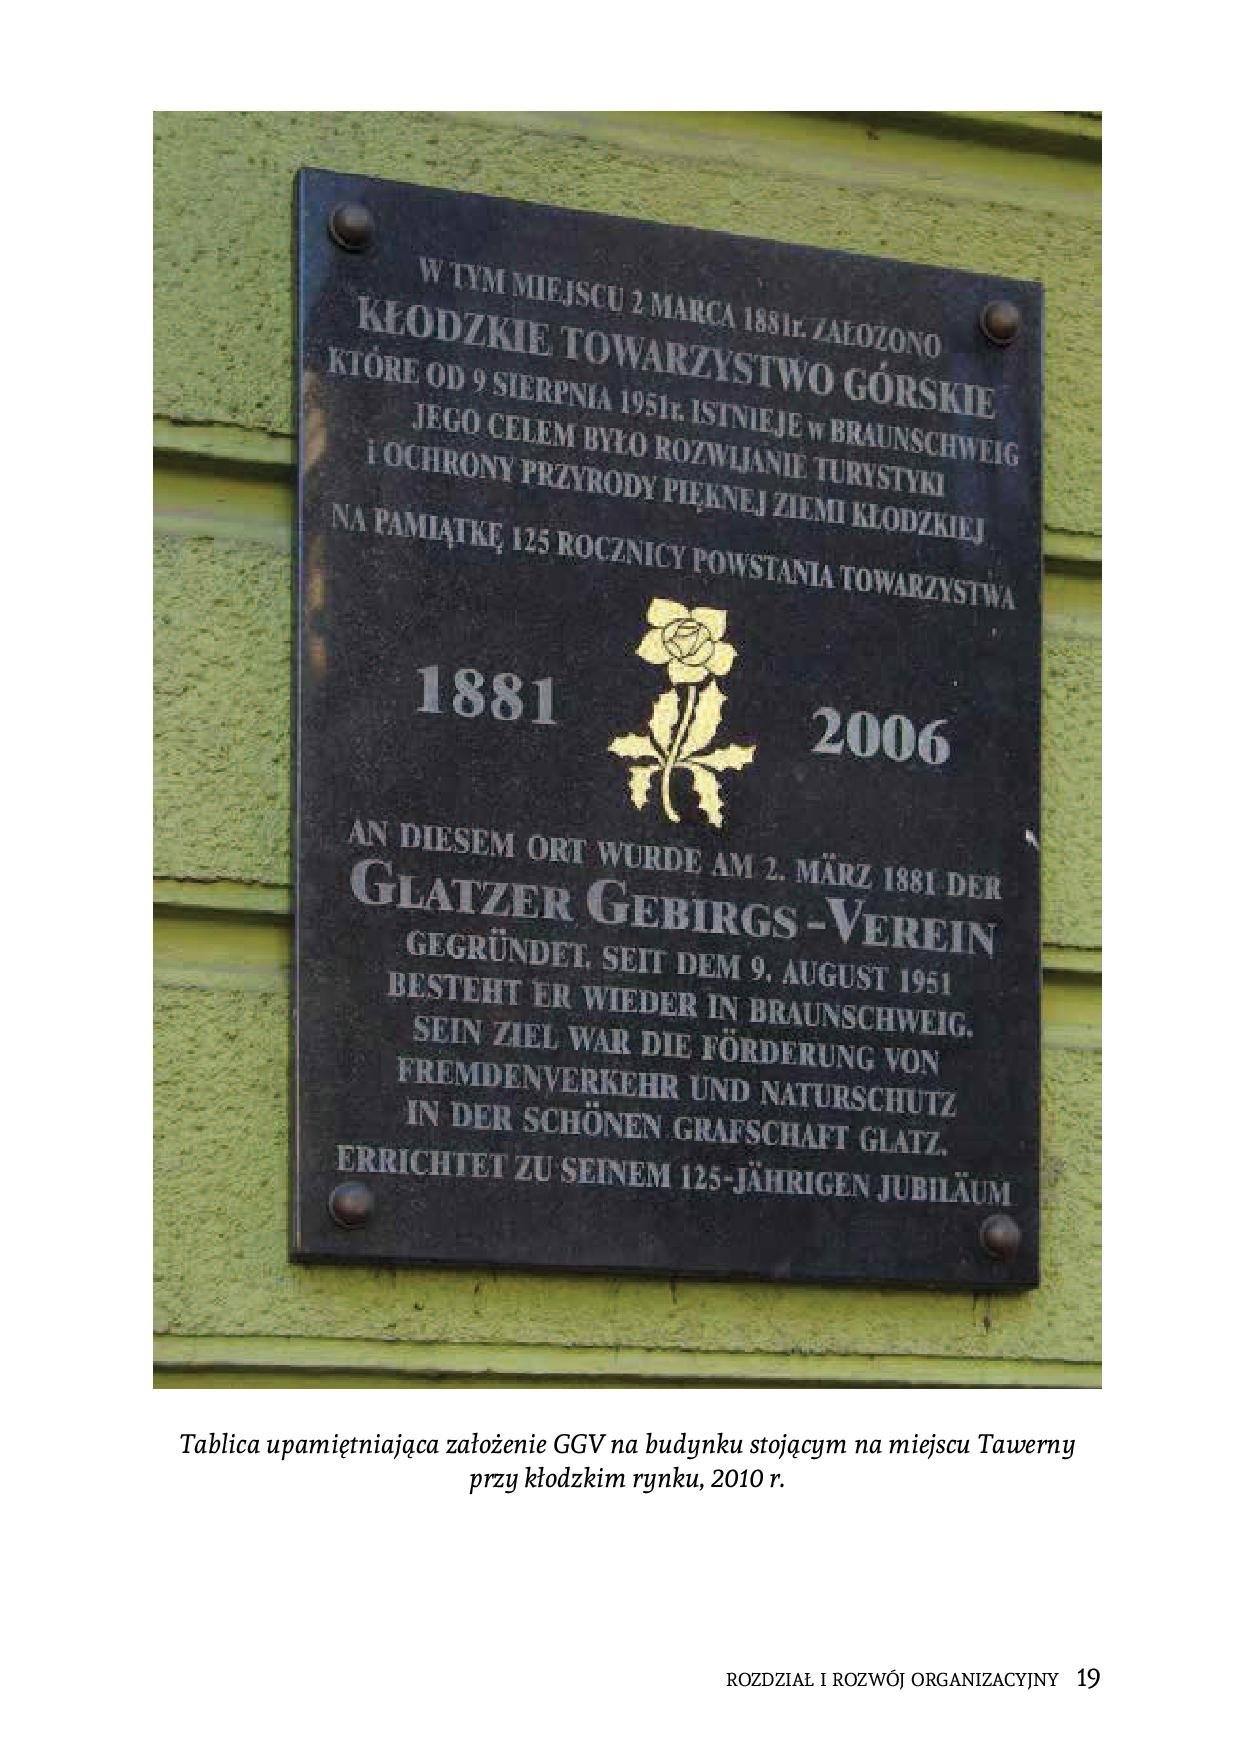 W TYM MIEJSCU 2 MARCA 1881r. ZAŁOŻONO
KŁODZKIE TOWARZYSTWO GÓRSKIE
KTÓRE OD 9 SIERPNIA 1951r. ISTNIEJE w BRAUNSCHWEIG
JEGO CELEM BYŁO ROZWIJANIE TURYSTYKI
i OCHRONY PRZYRODY PIĘKNEJ ZIEMI KŁODZKIEJ
NA PAMIĄTKĘ 125 ROCZNICY POWSTANIA TOWARZYSTWA
1881 2006
AN DIESEM ORT WURDE AM 2. MÄRZ 1881 DER
GLATZER GEBIRGS-VEREIN
GEGRÜNDET. SEIT DEM 9. AUGUST 1951
BESTEHT ER WIEDER IN BRAUNSCHWEIG.
SEIN ZIEL WAR DIE FÖRDERUNG VON
FREMDENVERKEHR UND NATURSCHUTZ
IN DER SCHÖNEN GRAFSCHAFT GLATZ.
ERRICHTET ZU SEINEM 125-JÄHRIGEN JUBILÄUM
Tablica upamiętniająca założenie GGV na budynku stojącym na miejscu Tawerny
przy kłodzkim rynku, 2010 r.
ROZDZIAŁ I ROZWÓJ ORGANIZACYJNY 19